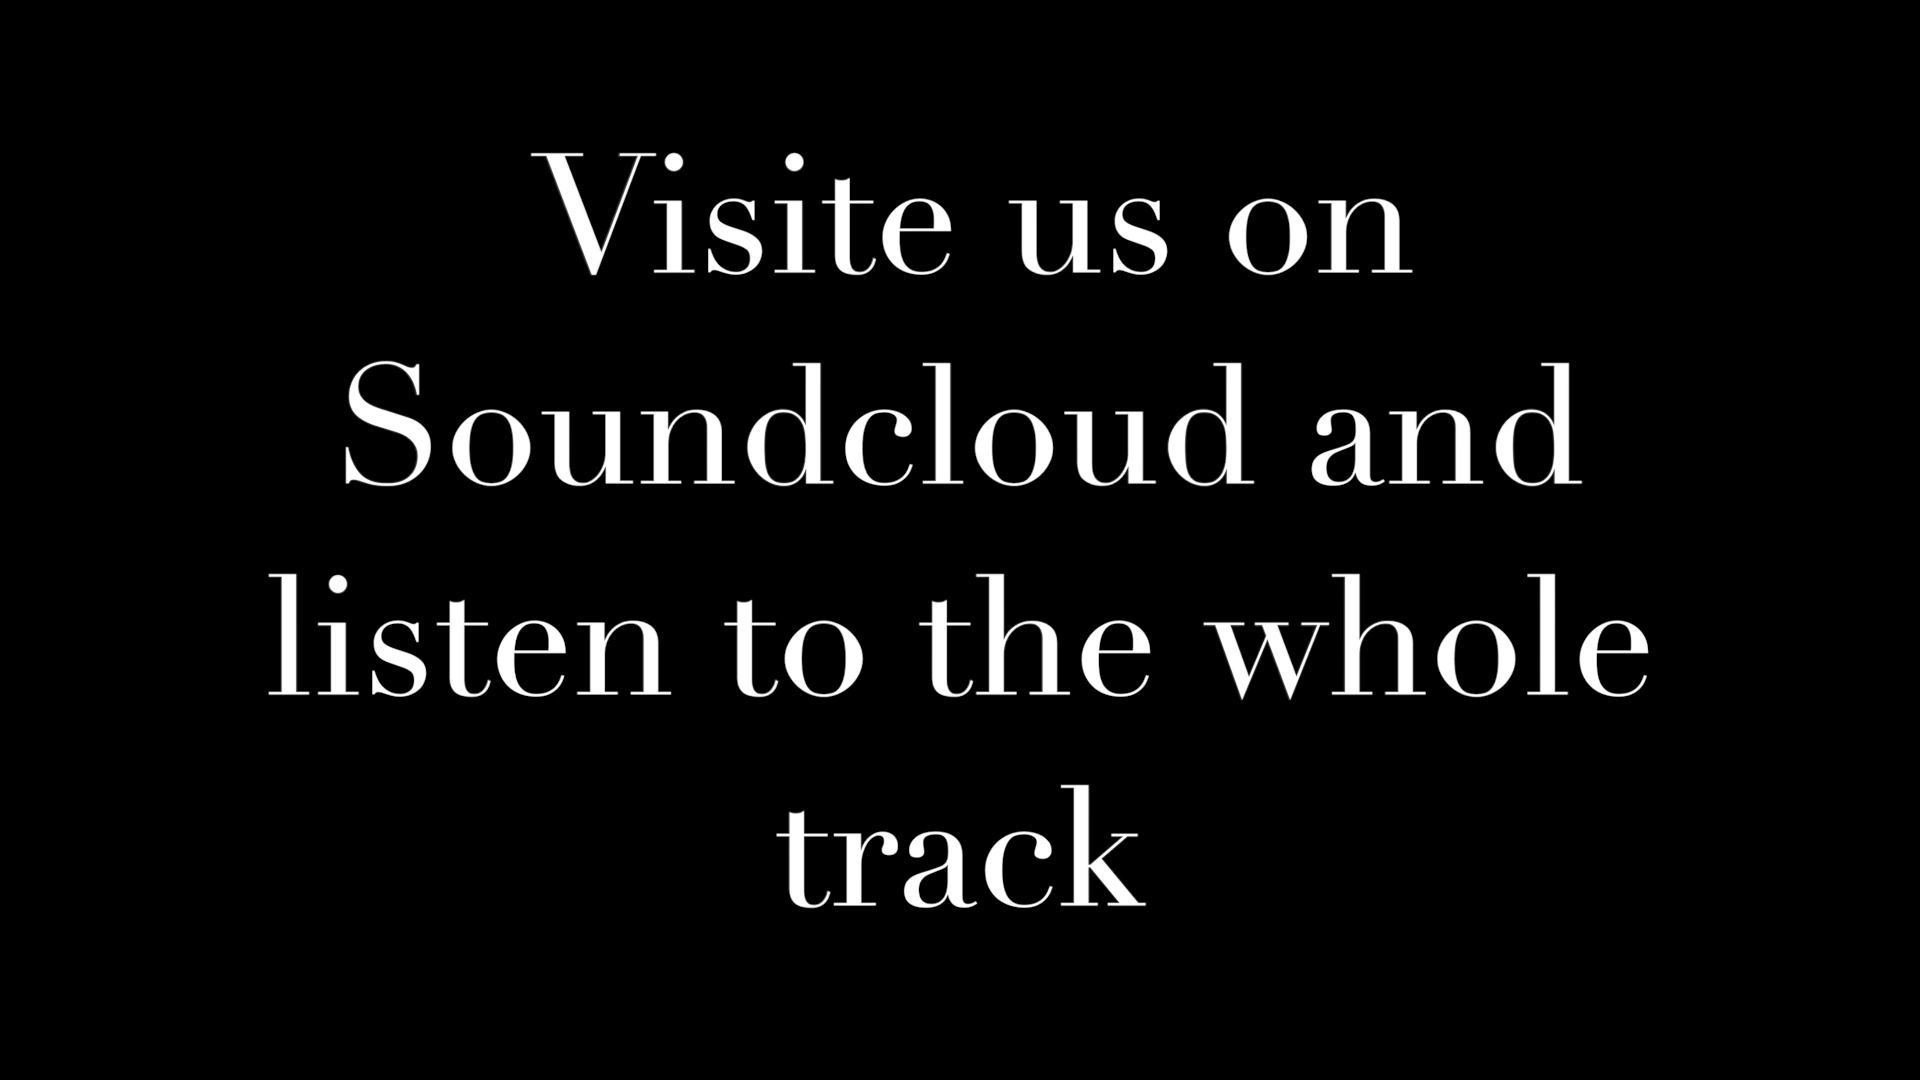 Visite us on
Soundcloud and
listen to the whole
track